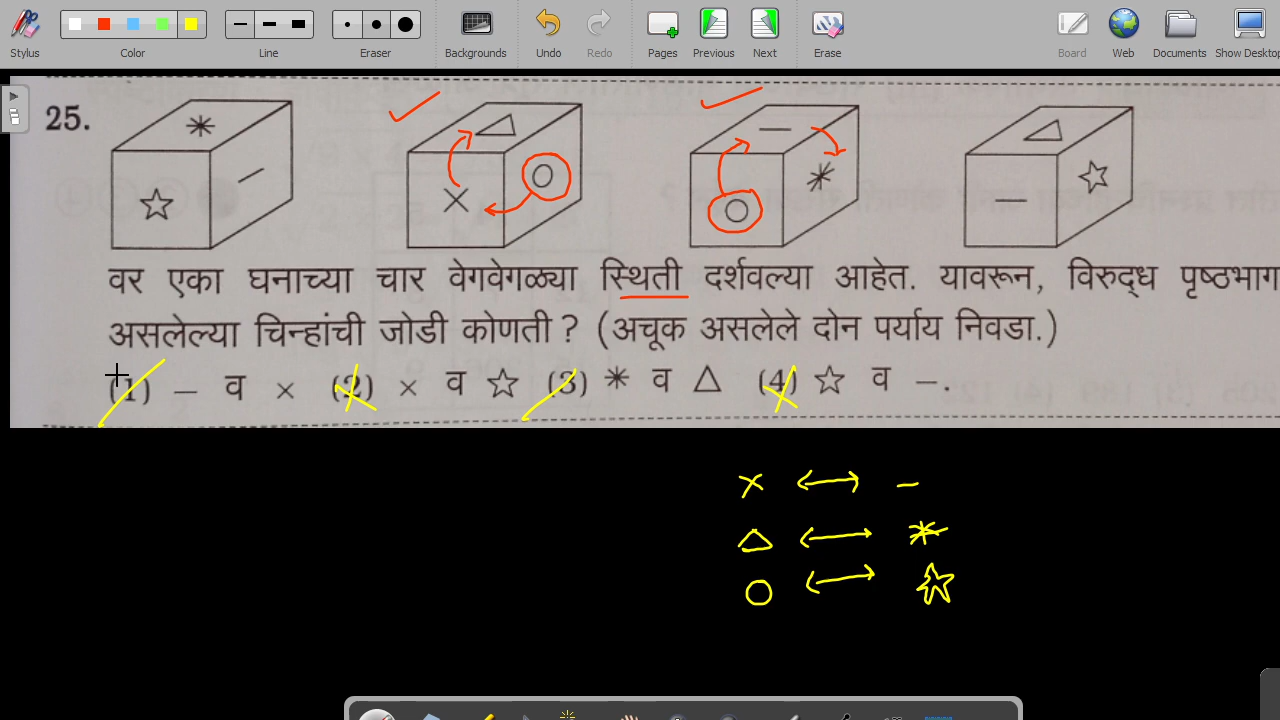 Stylus Color Line Eraser Backgrounds Undo Redo Pages Previous Next Erase Board Web Documents Show Desktop
25.
वर एका घनाच्या चार वेगवेगळ्या स्थिती दर्शवल्या आहेत. यावरून, विरुद्ध पृष्ठभाग
असलेल्या चिन्हांची जोडी कोणती ? (अचूक असलेले दोन पर्याय निवडा.)
(1) – व × (2) × व ☆ (3) ✳ व △ (4) ☆ व –.
× ↔ –
△ ↔ ✳
○ ↔ ☆